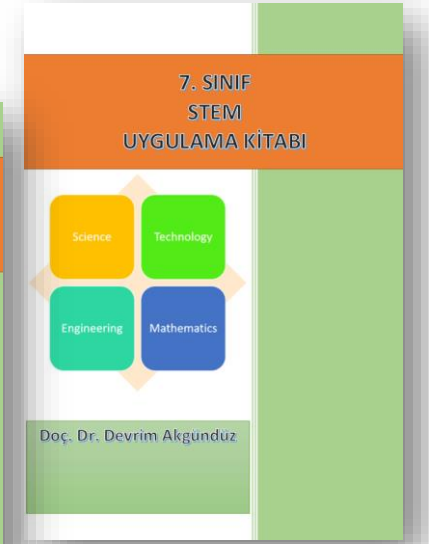 7. SINIF
STEM
UYGULAMA KİTABI
Science
Technology
Engineering
Mathematics
Doç. Dr. Devrim Akgündüz